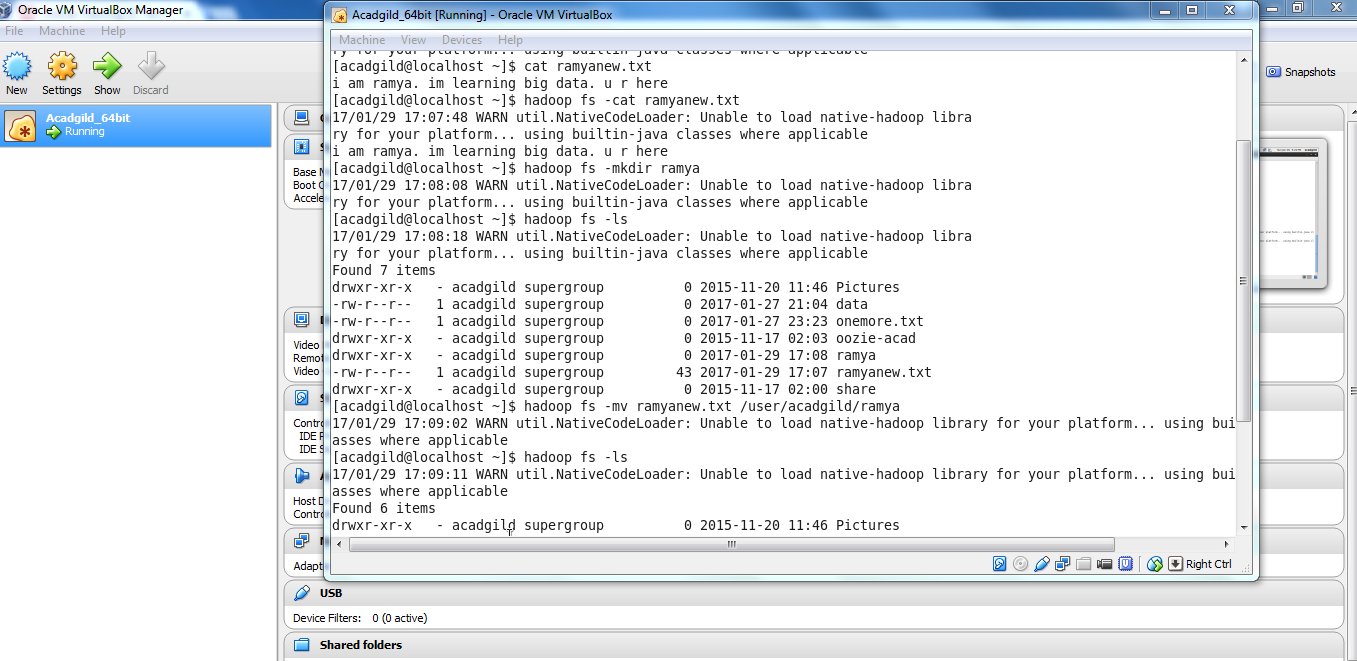 Oracle VM VirtualBox Manager
File Machine Help
New Settings Show Discard
Acadgild_64bit
Running
Snapshots
Acadgild_64bit [Running] - Oracle VM VirtualBox
Machine View Devices Help
ry for your platform... using builtin-java classes where applicable
[acadgild@localhost ~]$ cat ramyanew.txt
i am ramya. im learning big data. u r here
[acadgild@localhost ~]$ hadoop fs -cat ramyanew.txt
17/01/29 17:07:48 WARN util.NativeCodeLoader: Unable to load native-hadoop libra
ry for your platform... using builtin-java classes where applicable
i am ramya. im learning big data. u r here
[acadgild@localhost ~]$ hadoop fs -mkdir ramya
17/01/29 17:08:08 WARN util.NativeCodeLoader: Unable to load native-hadoop libra
ry for your platform... using builtin-java classes where applicable
[acadgild@localhost ~]$ hadoop fs -ls
17/01/29 17:08:18 WARN util.NativeCodeLoader: Unable to load native-hadoop libra
ry for your platform... using builtin-java classes where applicable
Found 7 items
drwxr-xr-x - acadgild supergroup 0 2015-11-20 11:46 Pictures
-rw-r--r-- 1 acadgild supergroup 0 2017-01-27 21:04 data
-rw-r--r-- 1 acadgild supergroup 0 2017-01-27 23:23 onemore.txt
drwxr-xr-x - acadgild supergroup 0 2015-11-17 02:03 oozie-acad
drwxr-xr-x - acadgild supergroup 0 2017-01-29 17:08 ramya
-rw-r--r-- 1 acadgild supergroup 43 2017-01-29 17:07 ramyanew.txt
drwxr-xr-x - acadgild supergroup 0 2015-11-17 02:00 share
[acadgild@localhost ~]$ hadoop fs -mv ramyanew.txt /user/acadgild/ramya
17/01/29 17:09:02 WARN util.NativeCodeLoader: Unable to load native-hadoop library for your platform... using bui
asses where applicable
[acadgild@localhost ~]$ hadoop fs -ls
17/01/29 17:09:11 WARN util.NativeCodeLoader: Unable to load native-hadoop library for your platform... using bui
asses where applicable
Found 6 items
drwxr-xr-x - acadgild supergroup 0 2015-11-20 11:46 Pictures
Right Ctrl
Base
Boot
Accele
Video
Remot
Video
Contro
IDE
IDE
Host D
Contro
Adapt
USB
Device Filters: 0 (0 active)
Shared folders